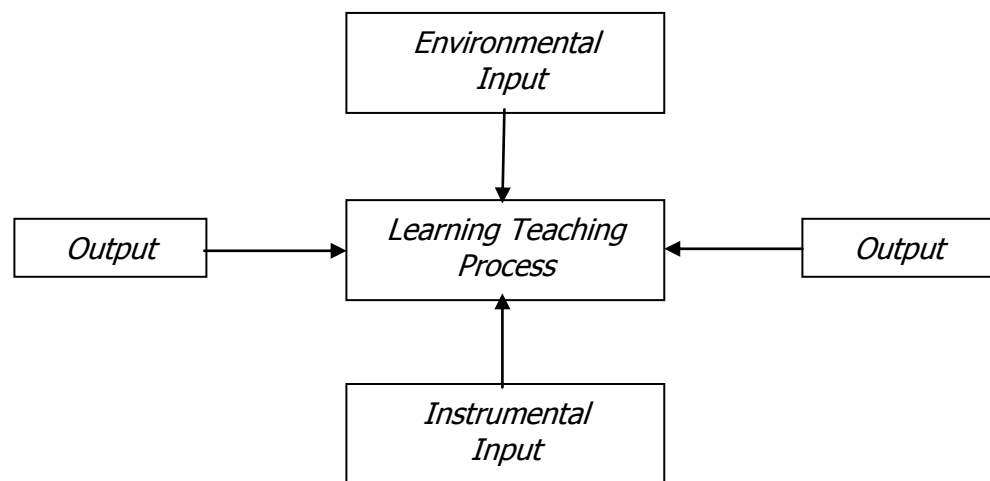 Environmental
Input
Output
Learning Teaching
Process
Output
Instrumental
Input